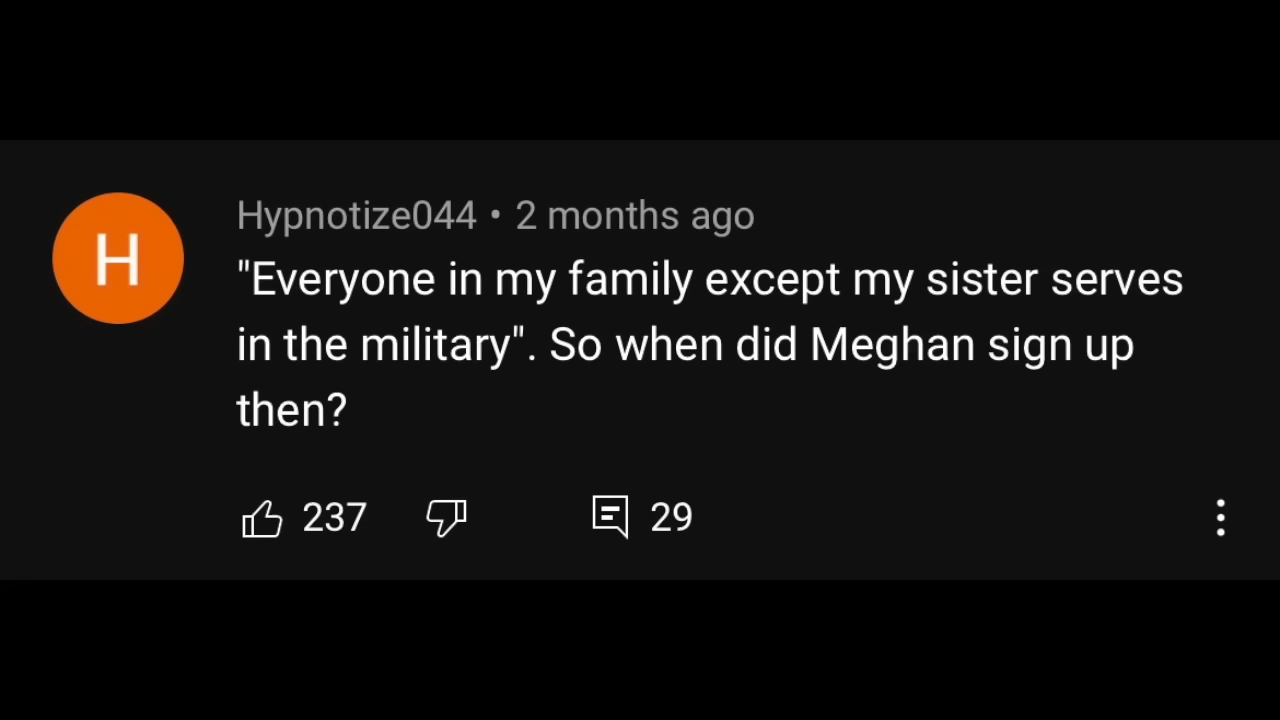 H
Hypnotize044 • 2 months ago
"Everyone in my family except my sister serves
in the military". So when did Meghan sign up
then?
237 29